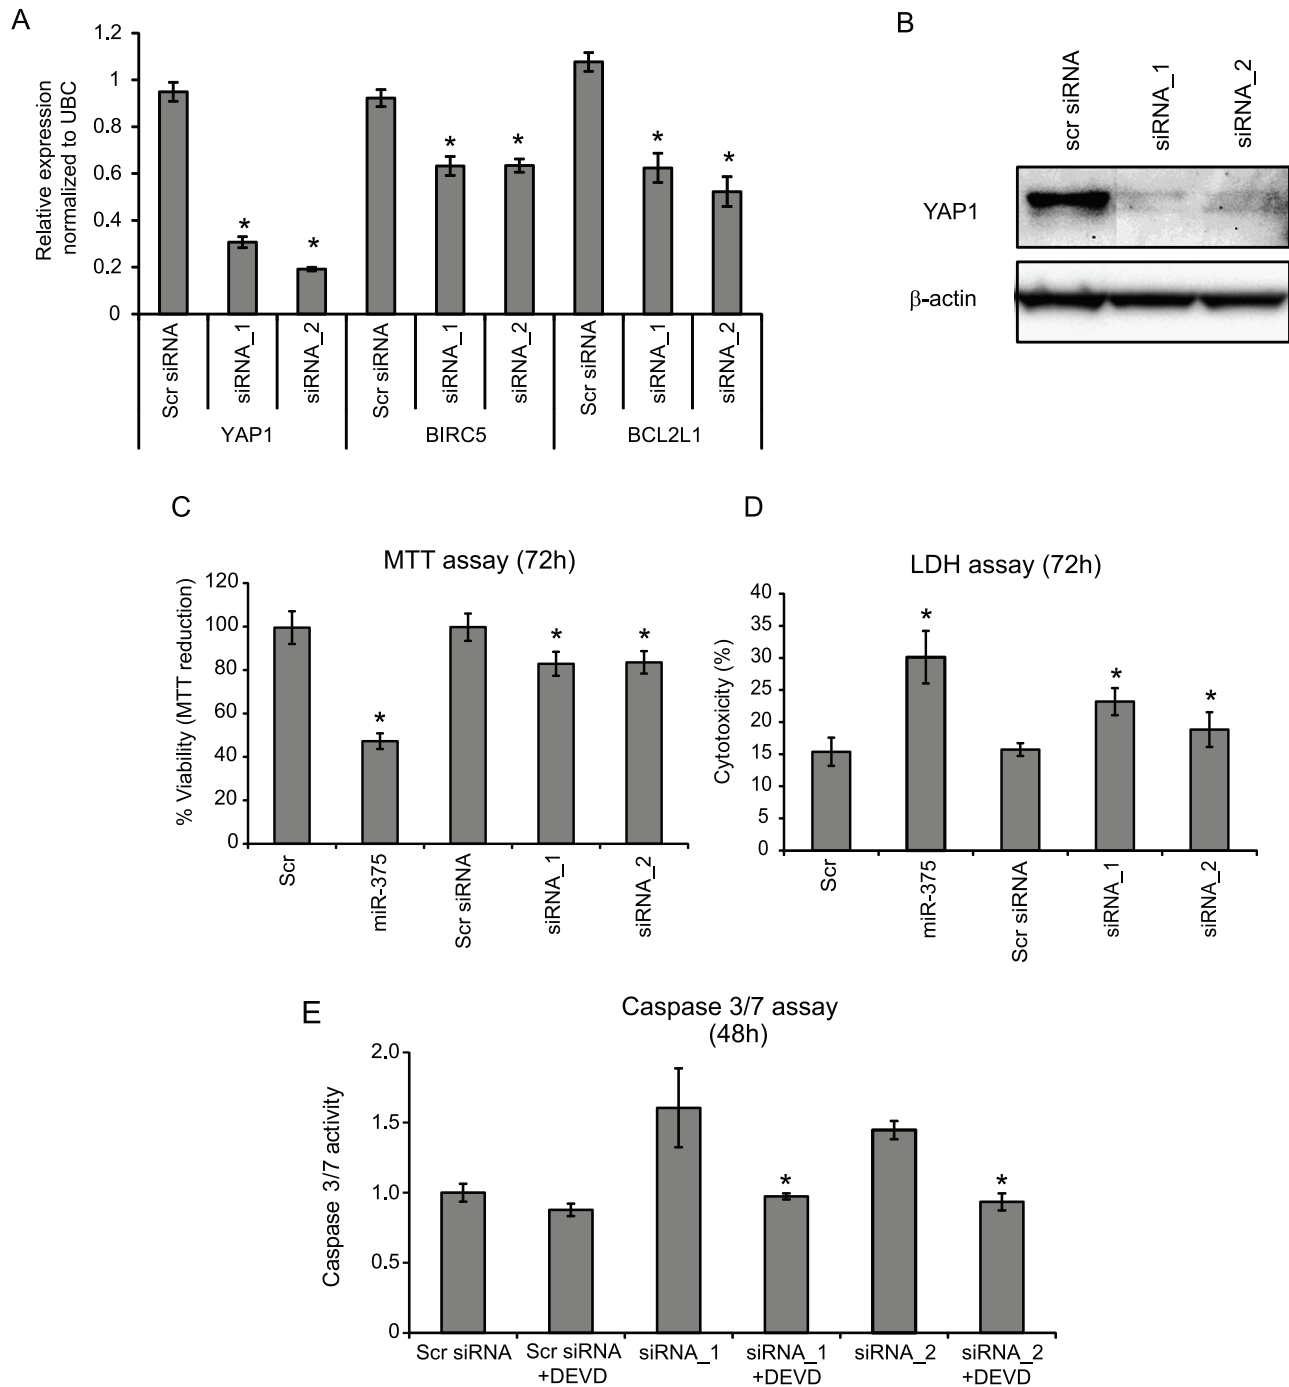 A
Relative expression
normalized to UBC
1.2
1
0.8
0.6
0.4
0.2
0
* * * * * *
Scr siRNA
siRNA_1
siRNA_2
Scr siRNA
siRNA_1
siRNA_2
Scr siRNA
siRNA_1
siRNA_2
YAP1
BIRC5
BCL2L1
B
scr siRNA
siRNA_1
siRNA_2
YAP1
β-actin
C
MTT assay (72h)
% Viability (MTT reduction)
120
100
80
60
40
20
0
* * *
Scr
miR-375
Scr siRNA
siRNA_1
siRNA_2
D
LDH assay (72h)
Cytotoxicity (%)
40
35
30
25
20
15
10
5
0
* * *
Scr
miR-375
Scr siRNA
siRNA_1
siRNA_2
E
Caspase 3/7 assay
(48h)
Caspase 3/7 activity
2.0
1.5
1.0
0.5
0
* *
Scr siRNA
Scr siRNA
+DEVD
siRNA_1
siRNA_1
+DEVD
siRNA_2
siRNA_2
+DEVD